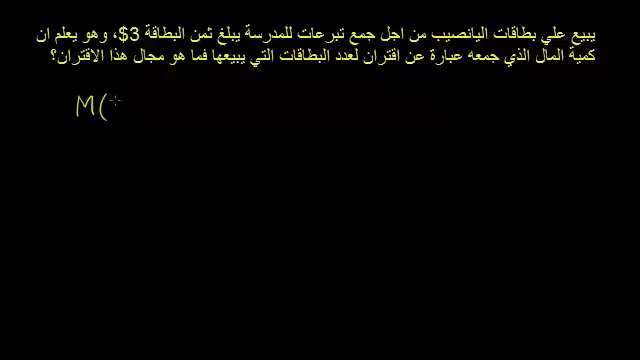 يبيع علي بطاقات اليانصيب من اجل جمع تبرعات للمدرسة يبلغ ثمن البطاقة 3$، وهو يعلم ان
كمية المال الذي جمعه عبارة عن اقتران لعدد البطاقات التي يبيعها فما هو مجال هذا الاقتران؟
M(